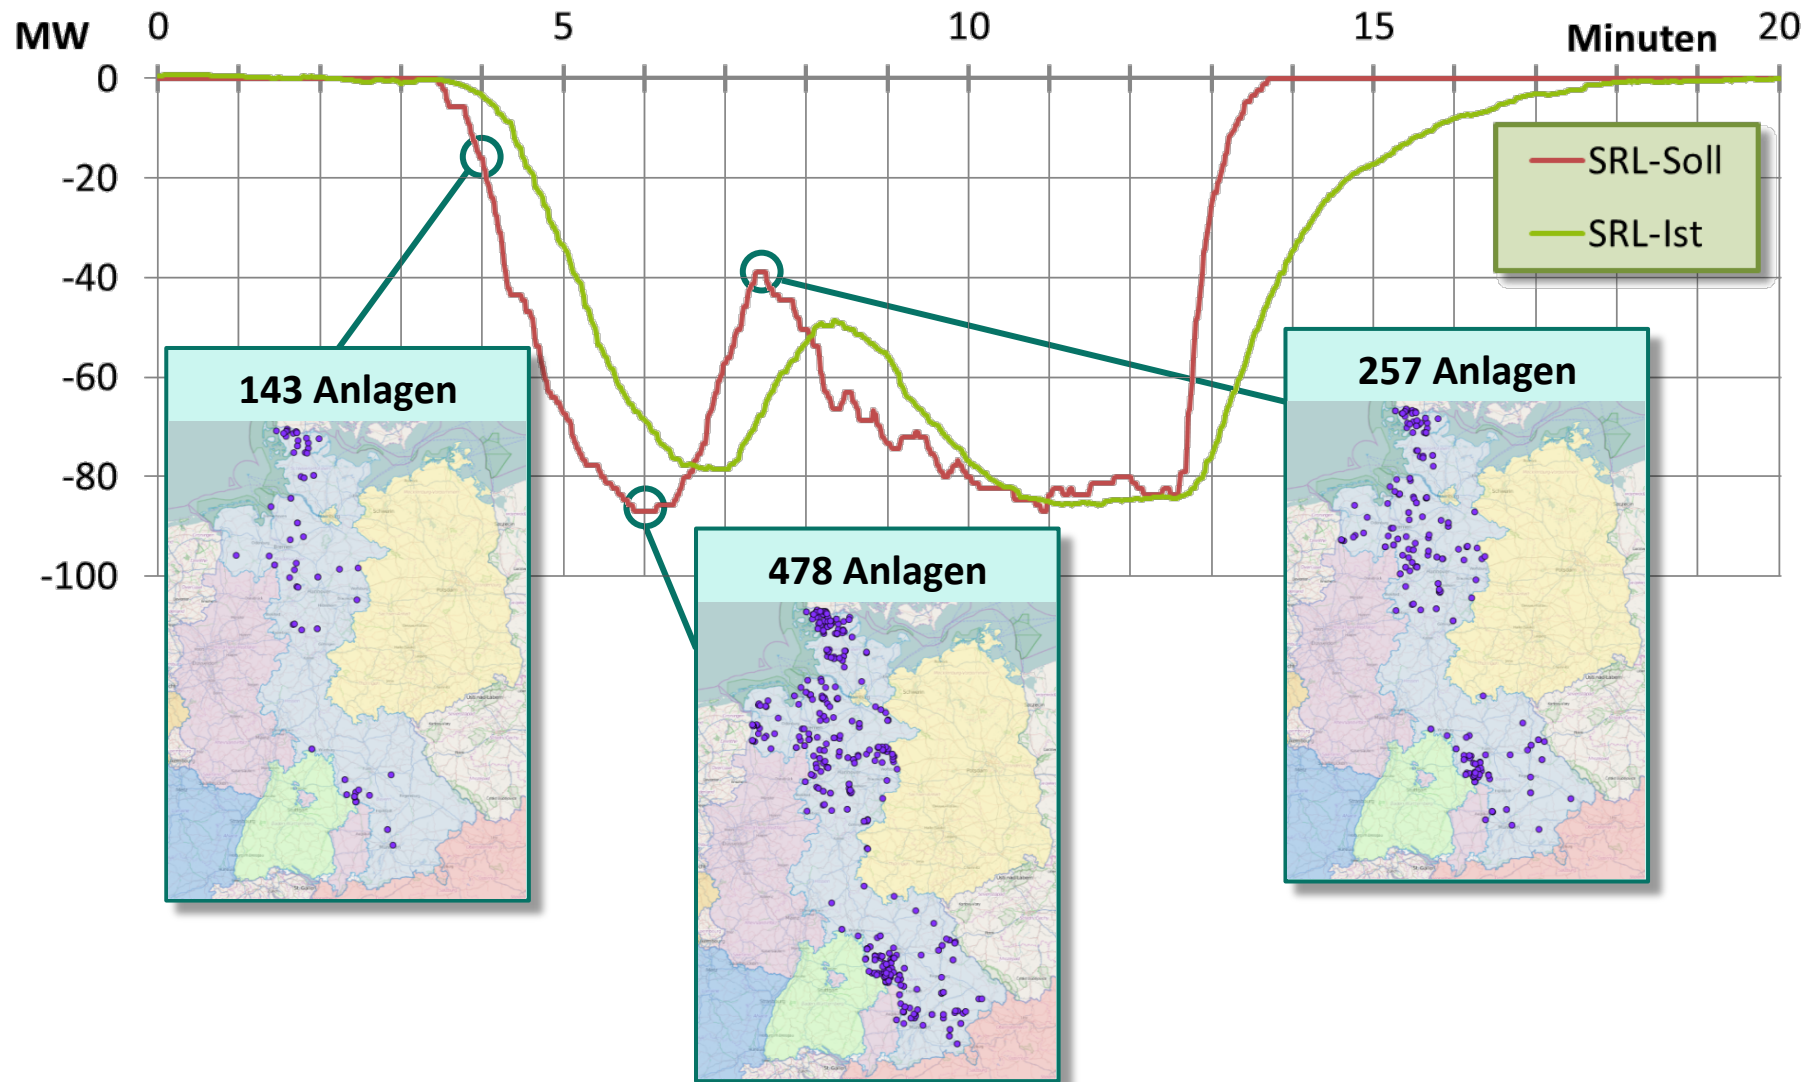 MW
0 5 10 15 20
Minuten
0
-20
-40
-60
-80
-100
SRL-Soll
SRL-Ist
143 Anlagen
478 Anlagen
257 Anlagen